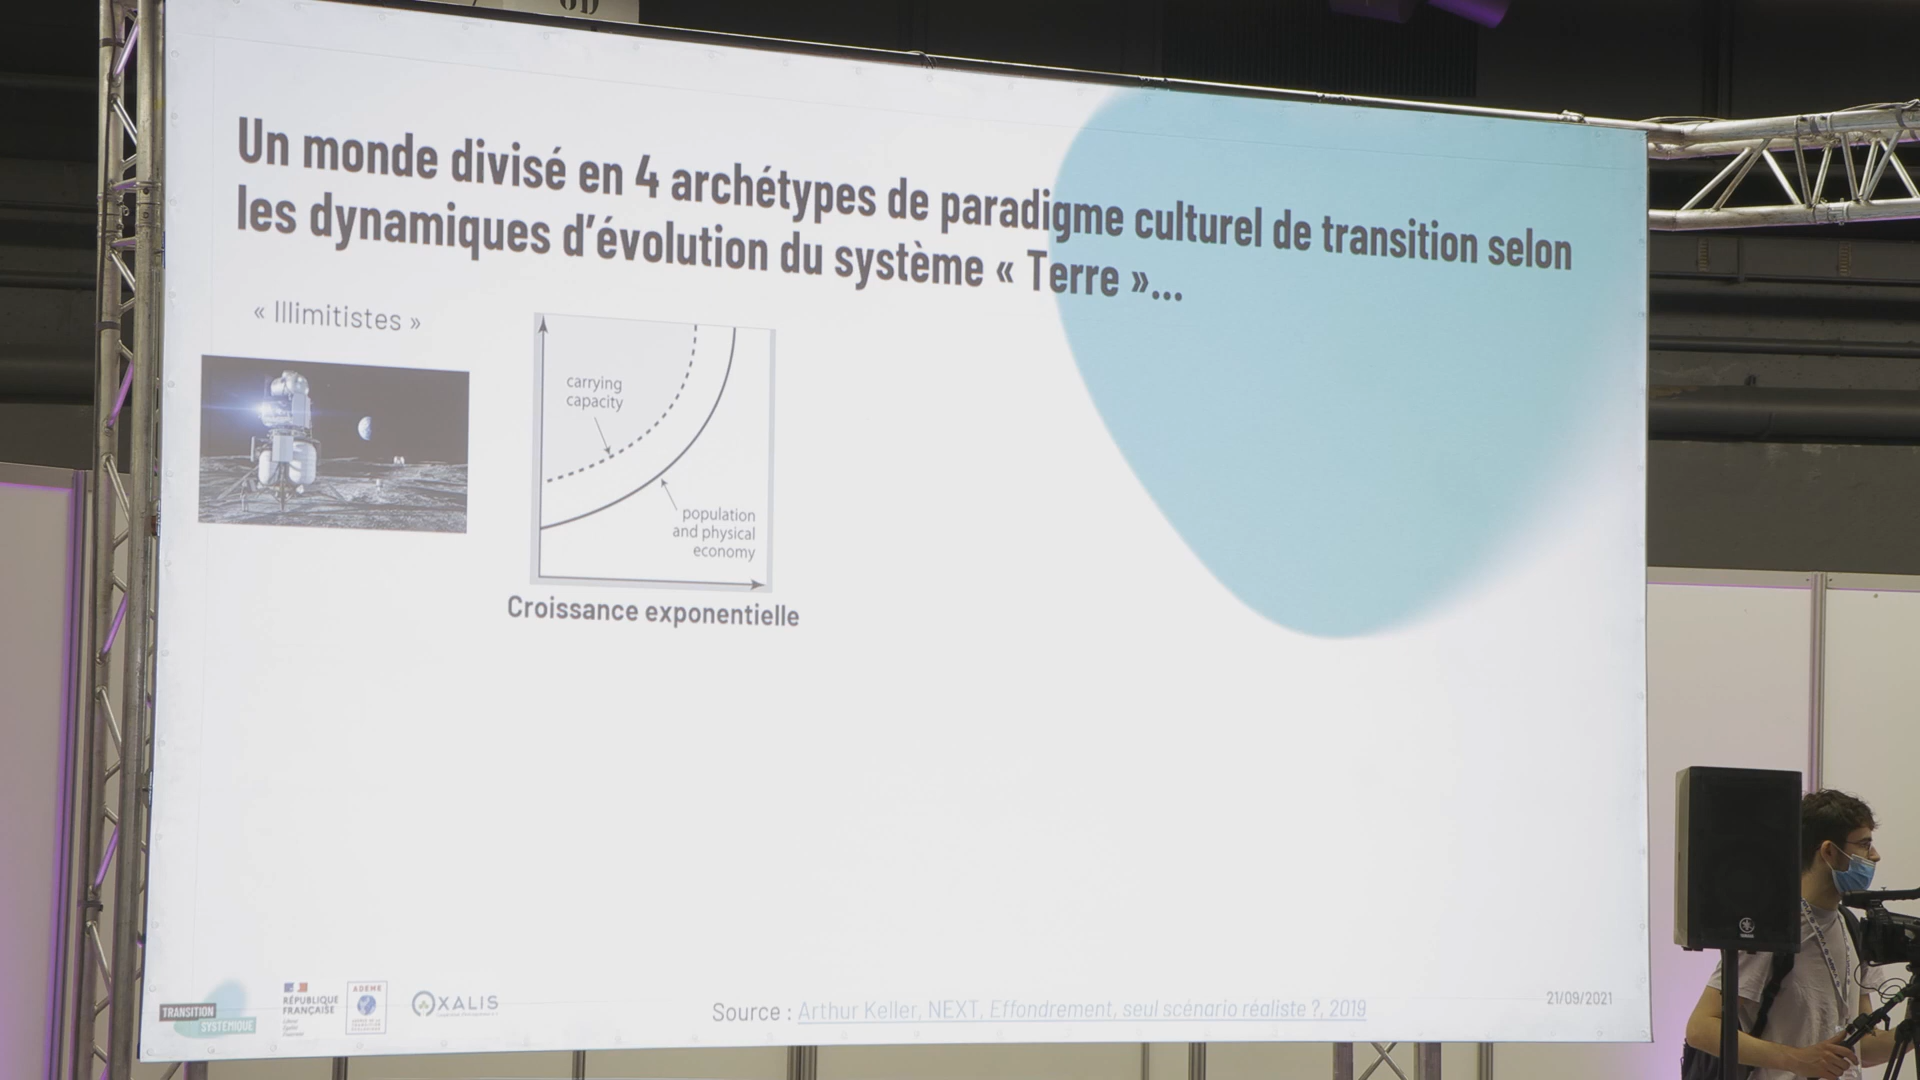 Un monde divisé en 4 archétypes de paradigme culturel de transition selon
les dynamiques d'évolution du système « Terre »...
« Illimitistes »
carrying
capacity
population
and physical
economy
Croissance exponentielle
TRANSITION
SYSTÉMIQUE
RÉPUBLIQUE
FRANÇAISE
ADEME
OXALIS
Source : Arthur Keller, NEXT, Effondrement, seul scénario réaliste ?, 2019
21/09/2021
YAMAHA